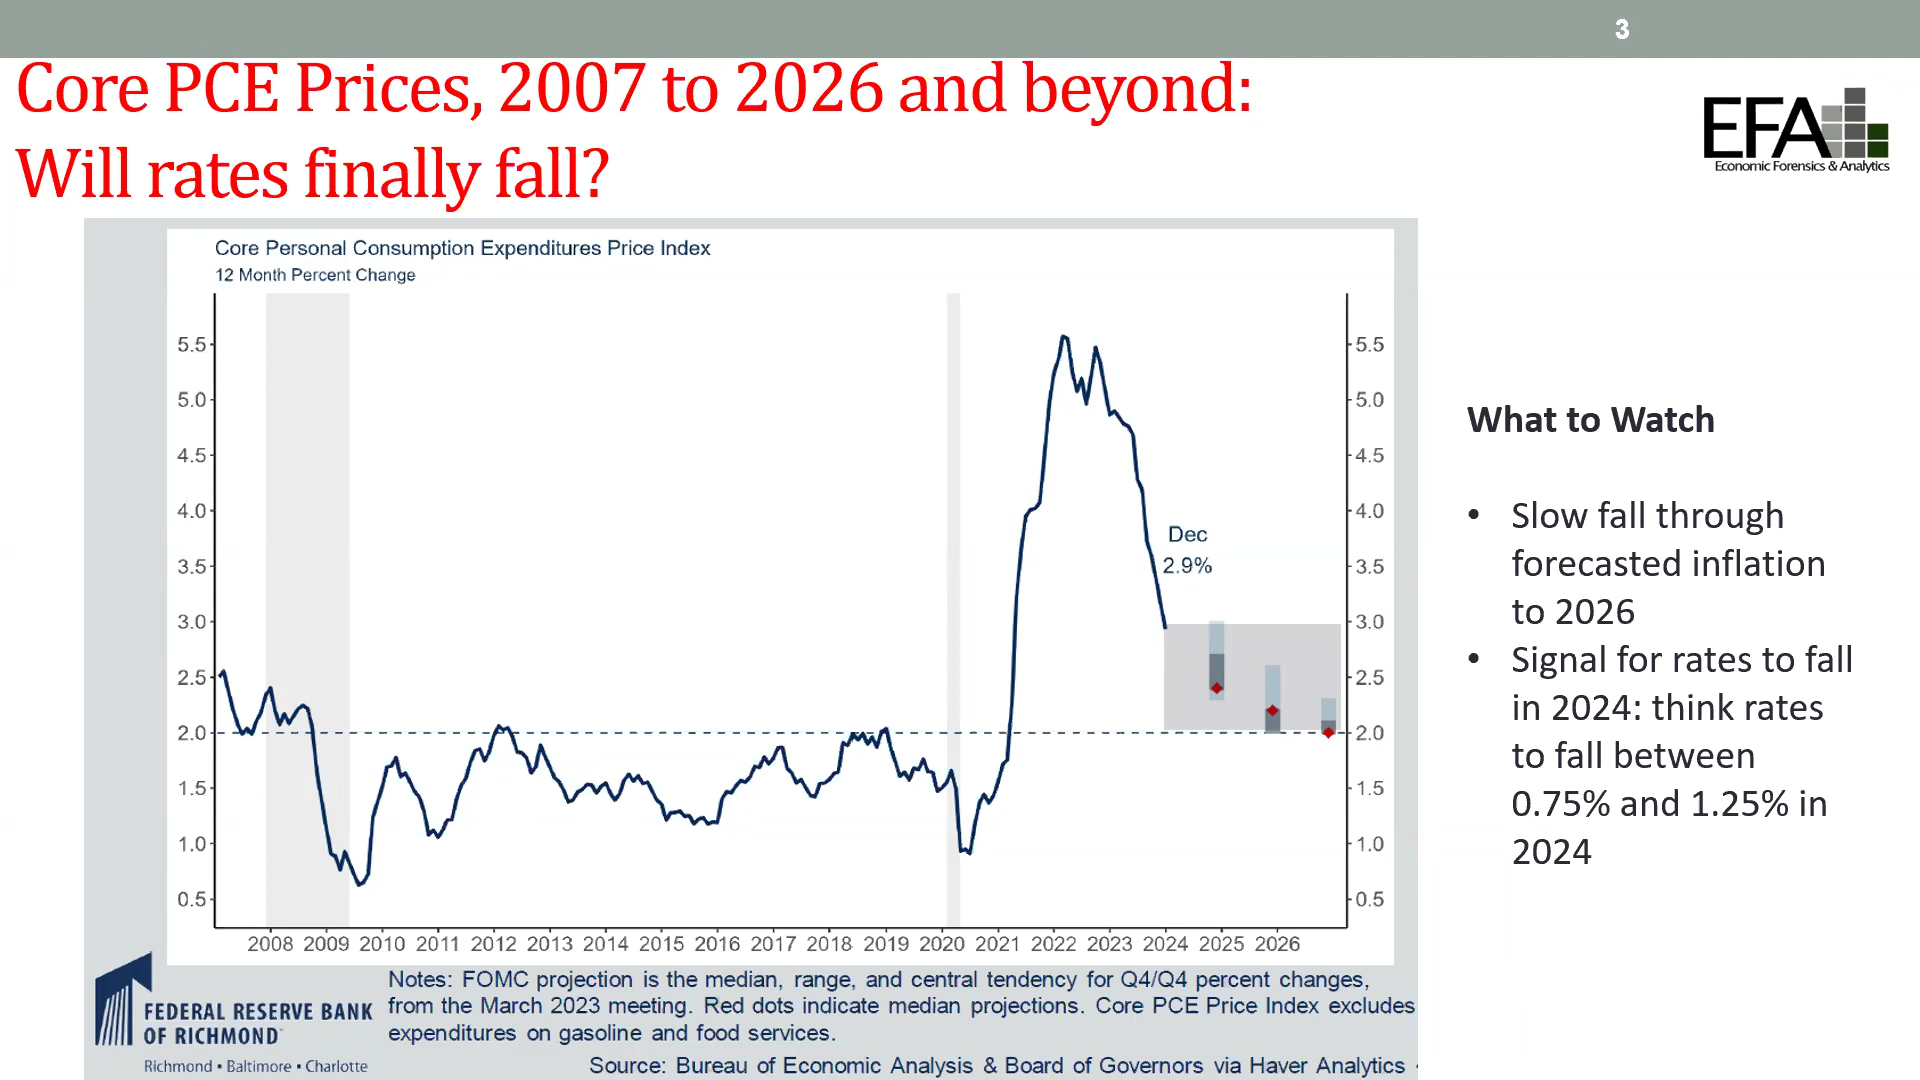 3
Core PCE Prices, 2007 to 2026 and beyond:
Will rates finally fall?
EFA
Economic Forensics & Analytics
Core Personal Consumption Expenditures Price Index
12 Month Percent Change
5.5
5.0
4.5
4.0
3.5
3.0
2.5
2.0
1.5
1.0
0.5
5.5
5.0
4.5
4.0
3.5
3.0
2.5
2.0
1.5
1.0
0.5
Dec
2.9%
2008 2009 2010 2011 2012 2013 2014 2015 2016 2017 2018 2019 2020 2021 2022 2023 2024 2025 2026
FEDERAL RESERVE BANK
OF RICHMOND
Richmond ▪ Baltimore ▪ Charlotte
Notes: FOMC projection is the median, range, and central tendency for Q4/Q4 percent changes,
from the March 2023 meeting. Red dots indicate median projections. Core PCE Price Index excludes
expenditures on gasoline and food services.
Source: Bureau of Economic Analysis & Board of Governors via Haver Analytics
What to Watch
• Slow fall through
forecasted inflation
to 2026
• Signal for rates to fall
in 2024: think rates
to fall between
0.75% and 1.25% in
2024